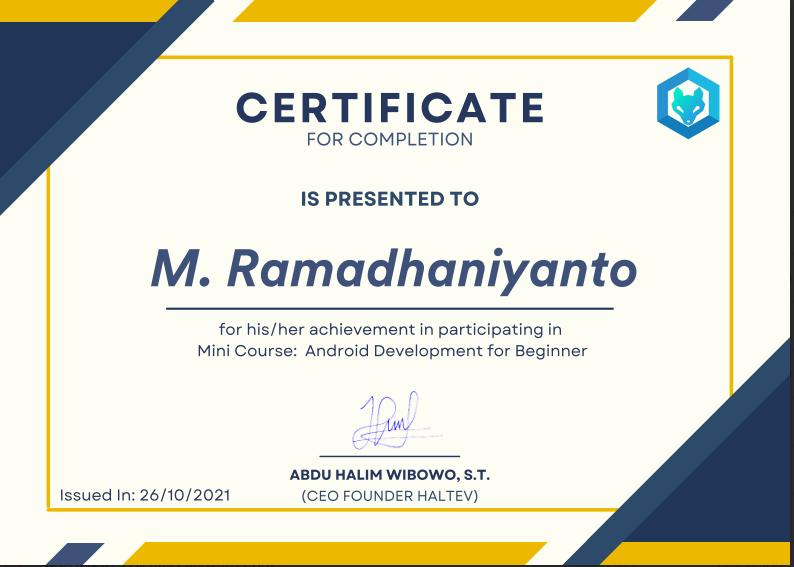 CERTIFICATE
FOR COMPLETION
IS PRESENTED TO
M. Ramadhaniyanto
for his/her achievement in participating in
Mini Course: Android Development for Beginner
ABDU HALIM WIBOWO, S.T.
(CEO FOUNDER HALTEV)
Issued In: 26/10/2021